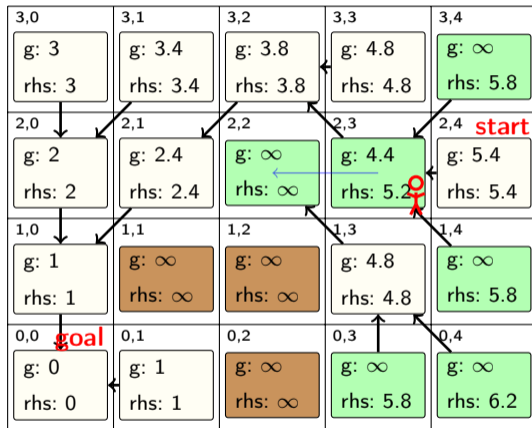 3,0 3,1 3,2 3,3 3,4
g: 3 g: 3.4 g: 3.8 g: 4.8 g: ∞
rhs: 3 rhs: 3.4 rhs: 3.8 rhs: 4.8 rhs: 5.8
2,0 2,1 2,2 2,3 2,4 start
g: 2 g: 2.4 g: ∞ g: 4.4 g: 5.4
rhs: 2 rhs: 2.4 rhs: ∞ rhs: 5.2 rhs: 5.4
1,0 1,1 1,2 1,3 1,4
g: 1 g: ∞ g: ∞ g: 4.8 g: ∞
rhs: 1 rhs: ∞ rhs: ∞ rhs: 4.8 rhs: 5.8
0,0 goal 0,1 0,2 0,3 0,4
g: 0 g: 1 g: ∞ g: ∞ g: ∞
rhs: 0 rhs: 1 rhs: ∞ rhs: 5.8 rhs: 6.2